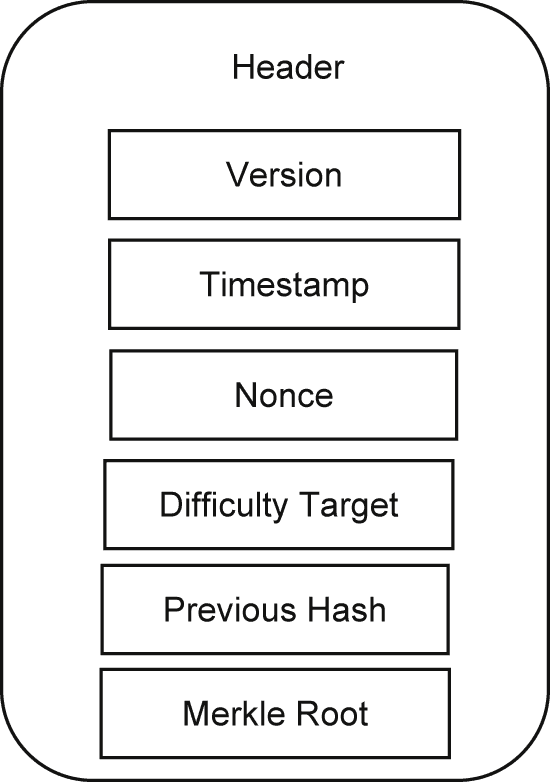 Header
Version
Timestamp
Nonce
Difficulty Target
Previous Hash
Merkle Root